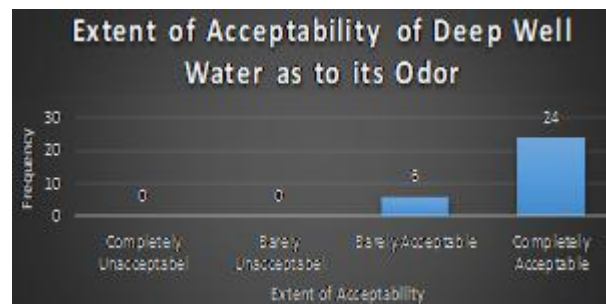 Extent of Acceptability of Deep Well
Water as to its Odor
30
20
10
0
Frequency
0
0
6
24
Completely
Unacceptabel
Barely
Unacceptabel
Barely Acceptable
Completely
Acceptable
Extent of Acceptability